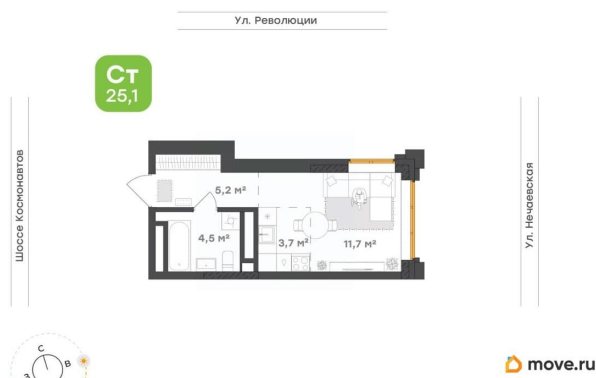 Ул. Революции
Ст
25,1
Шоссе Космонавтов
Ул. Нечаевская
5,2 м²
4,5 м²
3,7 м²
11,7 м²
С
В
З
move.ru